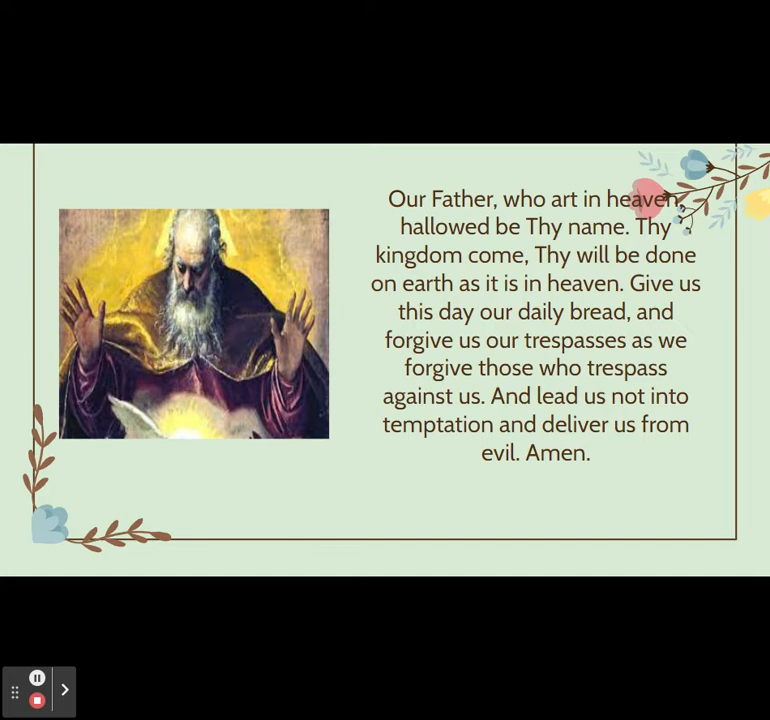 Our Father, who art in heaven,
hallowed be Thy name. Thy
kingdom come, Thy will be done
on earth as it is in heaven. Give us
this day our daily bread, and
forgive us our trespasses as we
forgive those who trespass
against us. And lead us not into
temptation and deliver us from
evil. Amen.